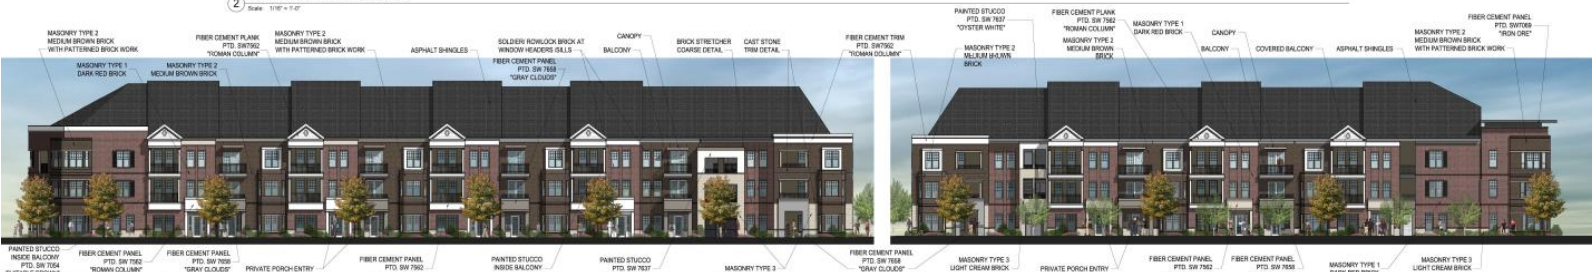 2
Scale: 1/16" = 1'-0"
MASONRY TYPE 2
MEDIUM BROWN BRICK
WITH PATTERNED BRICK WORK
MASONRY TYPE 1
DARK RED BRICK
MASONRY TYPE 2
MEDIUM BROWN BRICK
FIBER CEMENT PLANK
PTD. SW7562
"ROMAN COLUMN"
MASONRY TYPE 2
MEDIUM BROWN BRICK
WITH PATTERNED BRICK WORK
ASPHALT SHINGLES
SOLDIER/ ROWLOCK BRICK AT
WINDOW HEADERS /SILLS
FIBER CEMENT PANEL
PTD. SW 7658
"GRAY CLOUDS"
CANOPY
BALCONY
BRICK STRETCHER
COARSE DETAIL
CAST STONE
TRIM DETAIL
FIBER CEMENT TRIM
PTD. SW7562
"ROMAN COLUMN"
PAINTED STUCCO
PTD. SW 7637
"OYSTER WHITE"
MASONRY TYPE 2
MEDIUM BROWN
BRICK
FIBER CEMENT PLANK
PTD. SW 7562
"ROMAN COLUMN"
MASONRY TYPE 2
MEDIUM BROWN
BRICK
MASONRY TYPE 1
DARK RED BRICK
CANOPY
BALCONY
COVERED BALCONY
ASPHALT SHINGLES
MASONRY TYPE 2
MEDIUM BROWN BRICK
WITH PATTERNED BRICK WORK
FIBER CEMENT PANEL
PTD. SW7069
"IRON ORE"
PAINTED STUCCO
INSIDE BALCONY
PTD. SW 7054
FIBER CEMENT PANEL
PTD. SW 7562
"ROMAN COLUMN"
FIBER CEMENT PANEL
PTD. SW 7658
"GRAY CLOUDS"
PRIVATE PORCH ENTRY
FIBER CEMENT PANEL
PTD. SW 7562
PAINTED STUCCO
INSIDE BALCONY
PAINTED STUCCO
PTD. SW 7637
MASONRY TYPE 3
FIBER CEMENT PANEL
PTD. SW 7658
"GRAY CLOUDS"
MASONRY TYPE 3
LIGHT CREAM BRICK
PRIVATE PORCH ENTRY
FIBER CEMENT PANEL
PTD. SW 7562
FIBER CEMENT PANEL
PTD. SW 7658
MASONRY TYPE 1
DARK RED BRICK
MASONRY TYPE 3
LIGHT CREAM BRICK